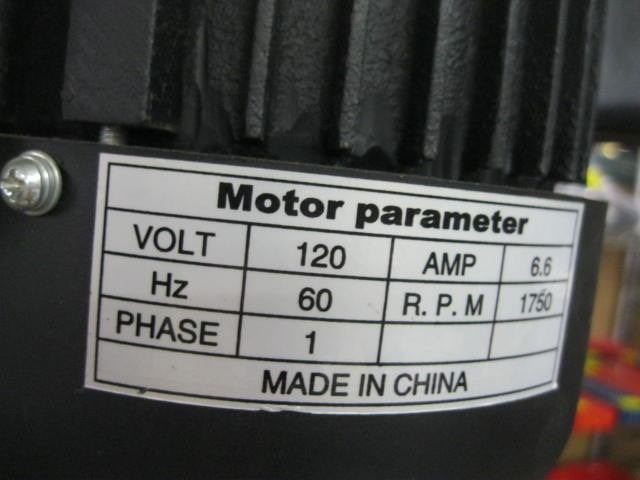 Motor parameter
VOLT 120 AMP 6.6
Hz 60 R. P. M 1750
PHASE 1
MADE IN CHINA